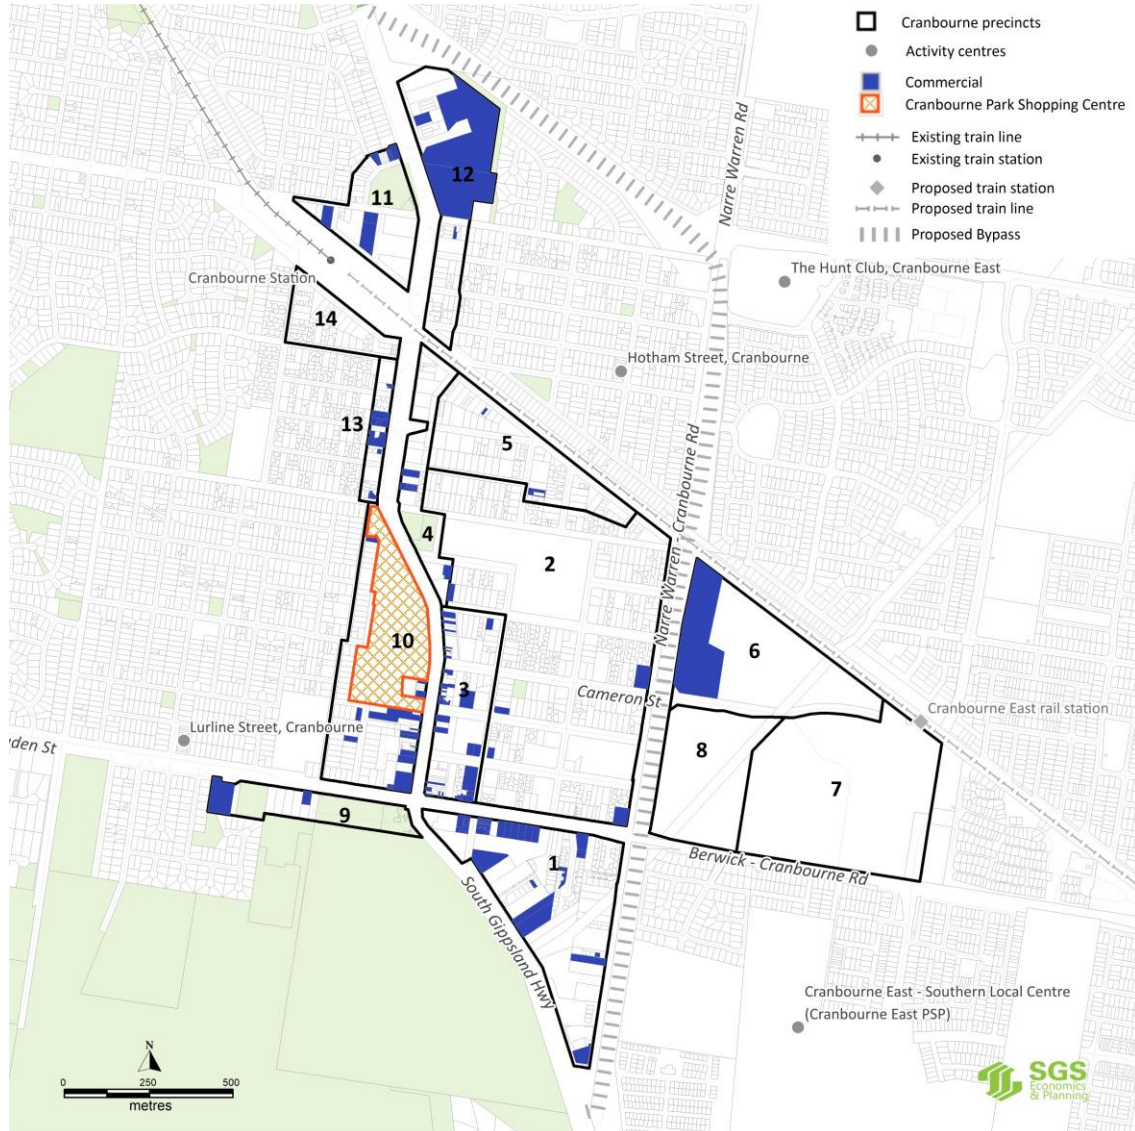 Cranbourne precincts
Activity centres
Commercial
Cranbourne Park Shopping Centre
Existing train line
Existing train station
Proposed train station
Proposed train line
Proposed Bypass
Narre Warren Rd
12
11
Cranbourne Station
The Hunt Club, Cranbourne East
14
Hotham Street, Cranbourne
13
5
4
2
Narre Warren - Cranbourne Rd
10
6
3
Cameron St
Cranbourne East rail station
Lurline Street, Cranbourne
8
7
9
1
Berwick - Cranbourne Rd
South Gippsland Hwy
Cranbourne East - Southern Local Centre
(Cranbourne East PSP)
N
0 250 500
metres
SGS
Economics
& Planning